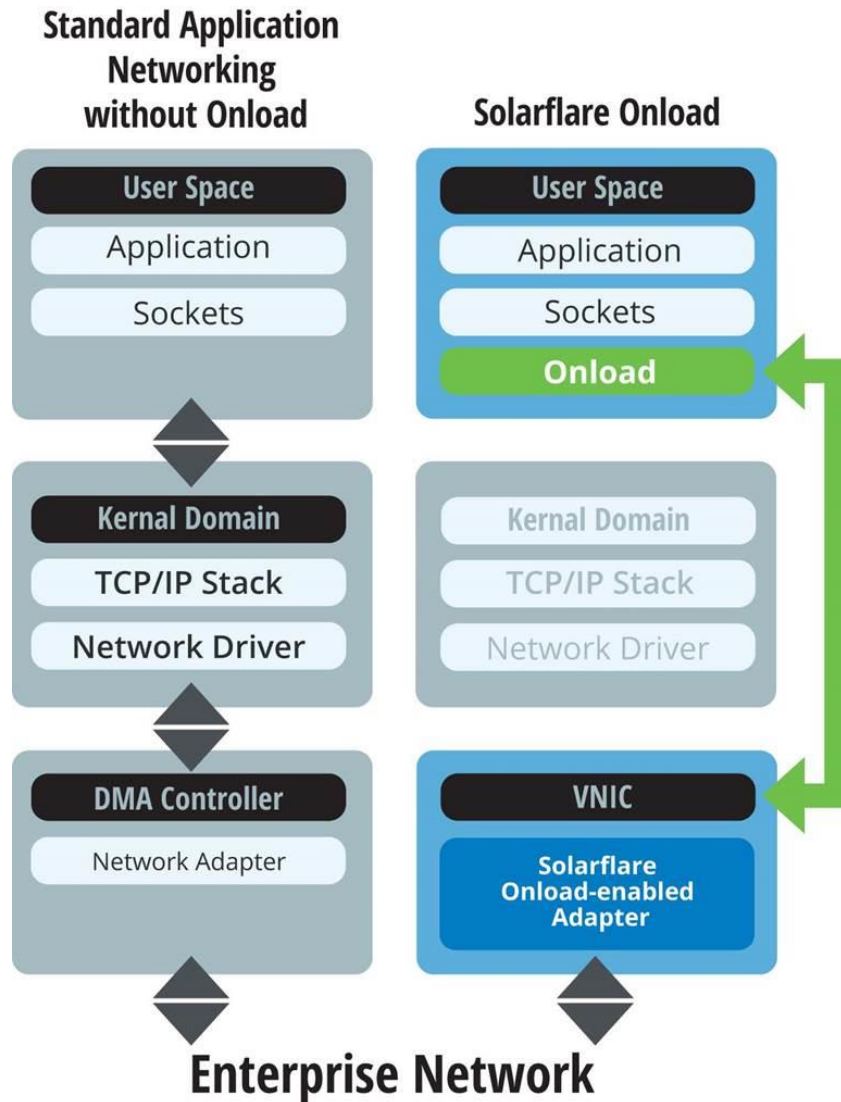 Standard Application
Networking
without Onload
User Space
Application
Sockets
Kernal Domain
TCP/IP Stack
Network Driver
DMA Controller
Network Adapter
Solarflare Onload
User Space
Application
Sockets
Onload
Kernal Domain
TCP/IP Stack
Network Driver
VNIC
Solarflare
Onload-enabled
Adapter
Enterprise Network